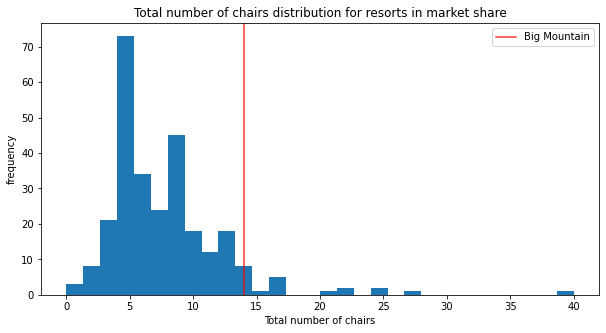 Total number of chairs distribution for resorts in market share
Big Mountain
frequency
70
60
50
40
30
20
10
0
0 5 10 15 20 25 30 35 40
Total number of chairs